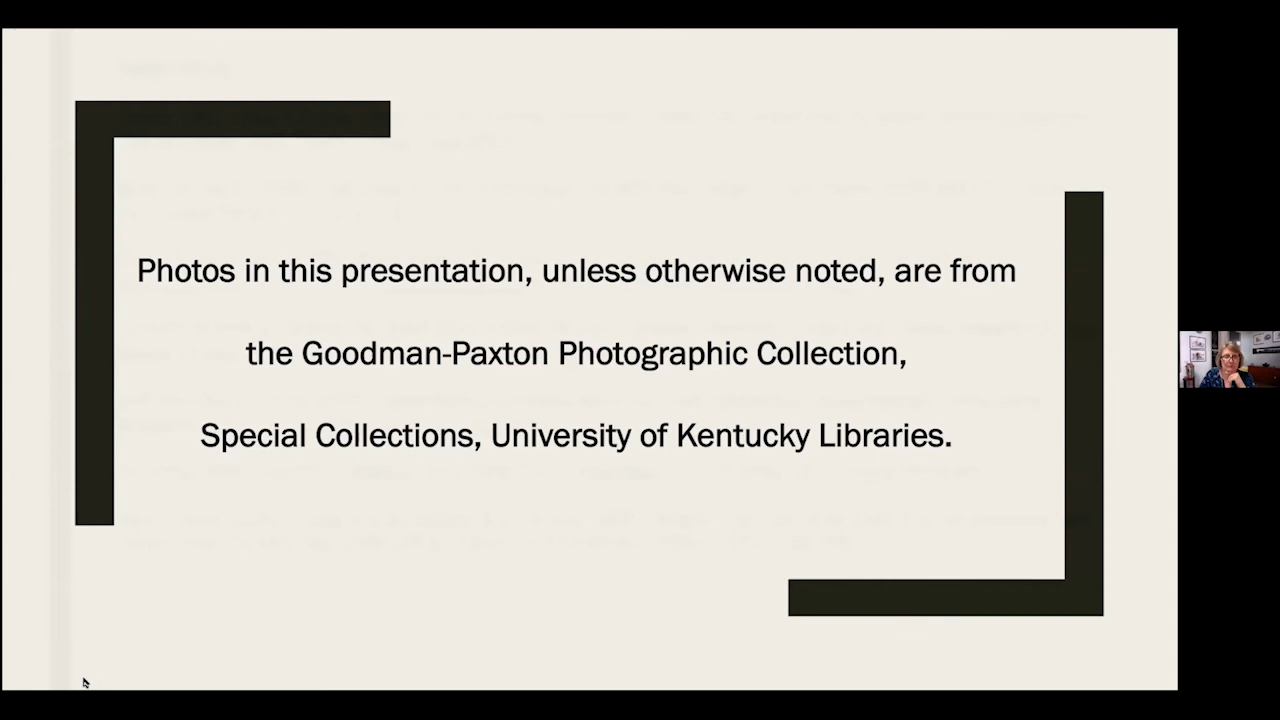 Photos in this presentation, unless otherwise noted, are from
the Goodman-Paxton Photographic Collection,
Special Collections, University of Kentucky Libraries.